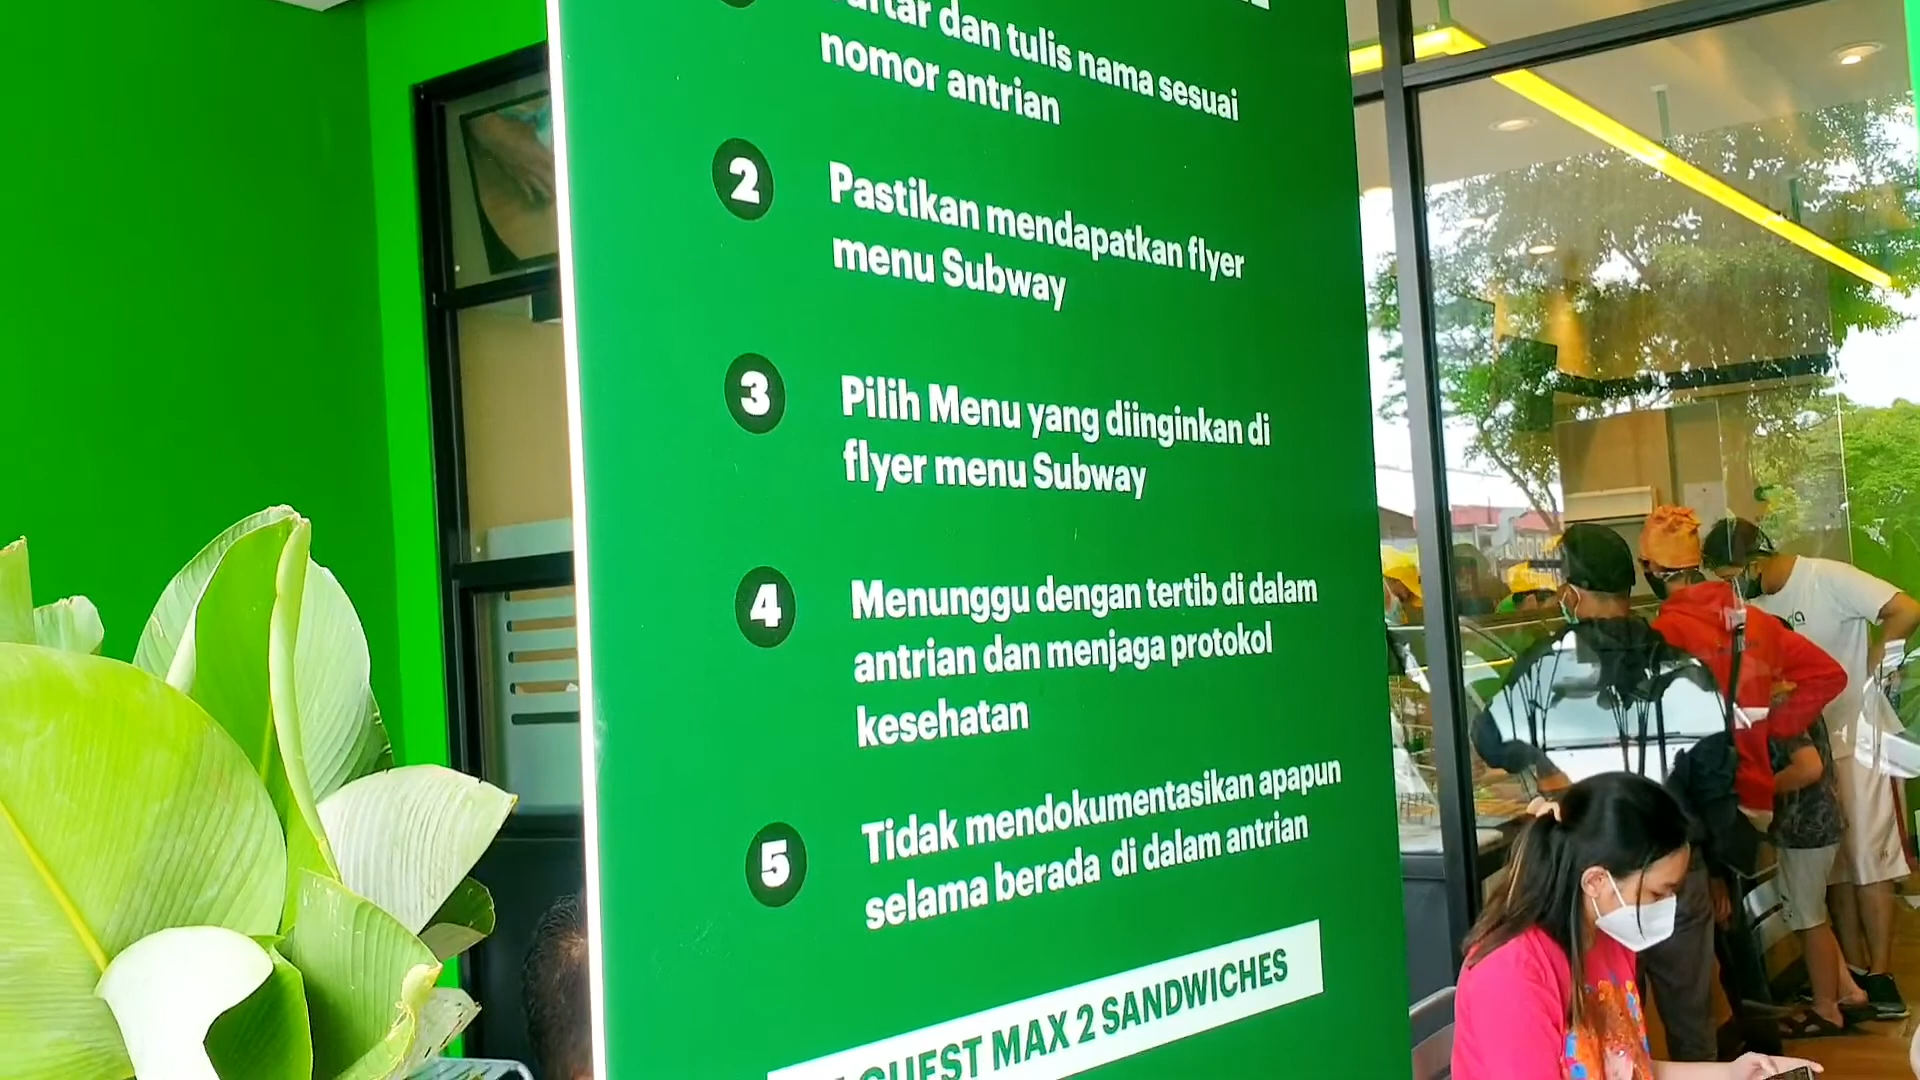 dan tulis nama sesuai
nomor antrian
2
Pastikan mendapatkan flyer
menu Subway
3
Pilih Menu yang diinginkan di
flyer menu Subway
4
Menunggu dengan tertib di dalam
antrian dan menjaga protokol
kesehatan
5
Tidak mendokumentasikan apapun
selama berada di dalam antrian
GUEST MAX 2 SANDWICHES